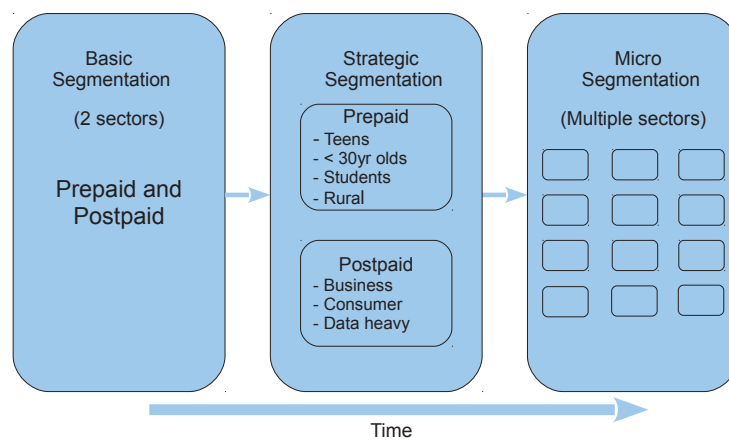 Basic
Segmentation
(2 sectors)
Prepaid and
Postpaid
Strategic
Segmentation
Prepaid
- Teens
- < 30yr olds
- Students
- Rural
Postpaid
- Business
- Consumer
- Data heavy
Micro
Segmentation
(Multiple sectors)
Time